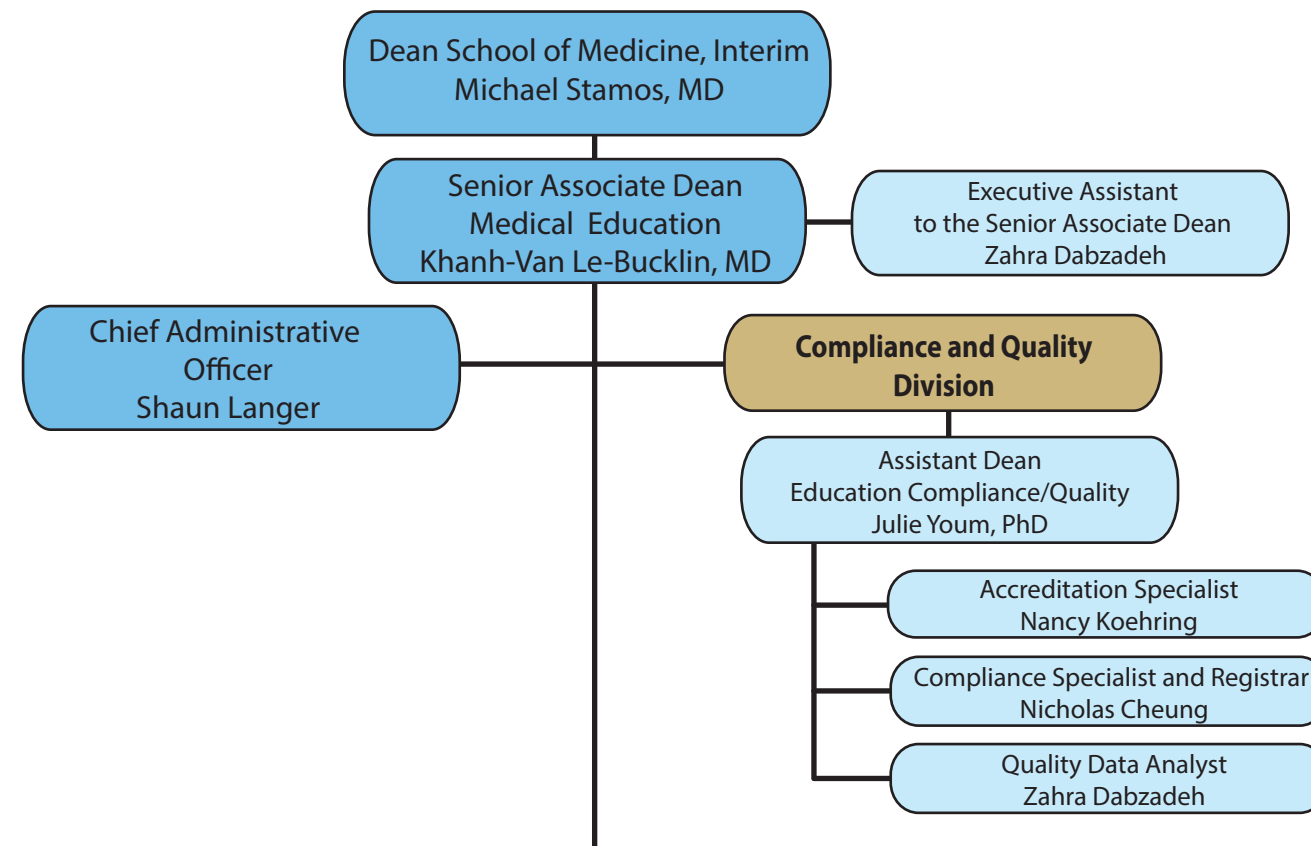 Dean School of Medicine, Interim
Michael Stamos, MD
Senior Associate Dean
Medical Education
Khanh-Van Le-Bucklin, MD
Executive Assistant
to the Senior Associate Dean
Zahra Dabzadeh
Chief Administrative
Officer
Shaun Langer
Compliance and Quality
Division
Assistant Dean
Education Compliance/Quality
Julie Youm, PhD
Accreditation Specialist
Nancy Koehring
Compliance Specialist and Registrar
Nicholas Cheung
Quality Data Analyst
Zahra Dabzadeh